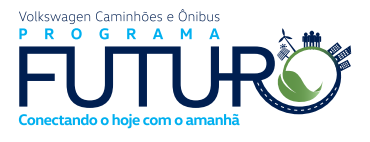 Volkswagen Caminhões e Ônibus
PROGRAMA
FUTURO
Conectando o hoje com o amanhã